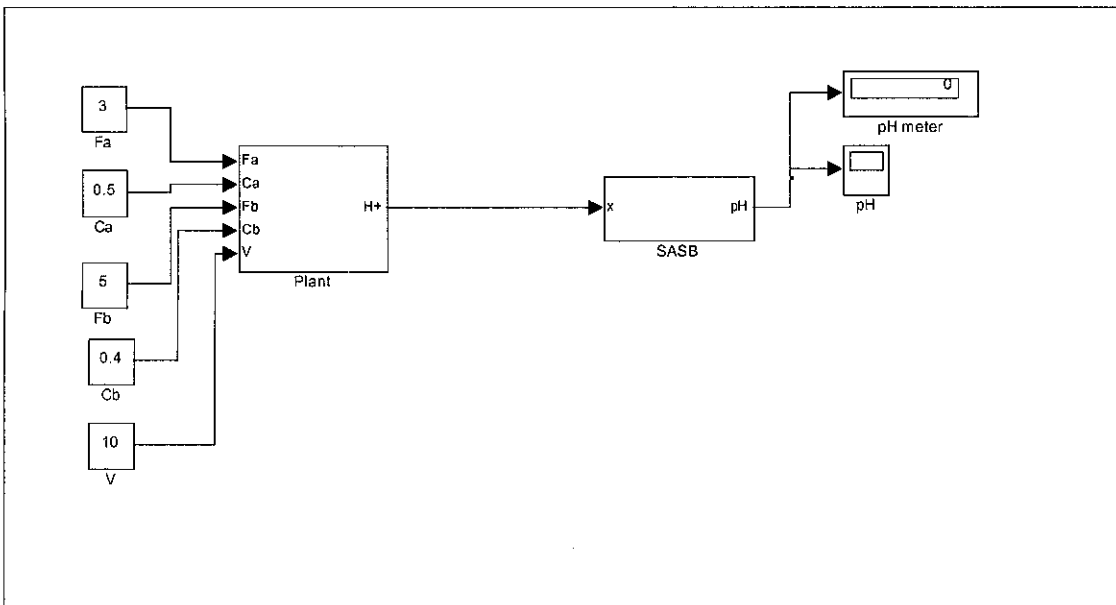 3
Fa
0.5
Ca
5
Fb
0.4
Cb
10
V
Fa
Ca
Fb
Cb
V
H+
Plant
x
pH
SASB
0
pH meter
pH